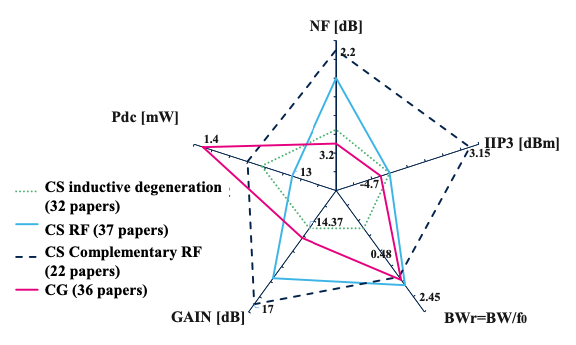 NF [dB]
2.2
Pdc [mW]
1.4
IIP3 [dBm]
3.15
3.2
13
-4.7
CS inductive degeneration
(32 papers)
CS RF (37 papers)
CS Complementary RF
(22 papers)
CG (36 papers)
-14.37
0.48
2.45
17
GAIN [dB]
BWr=BW/f0